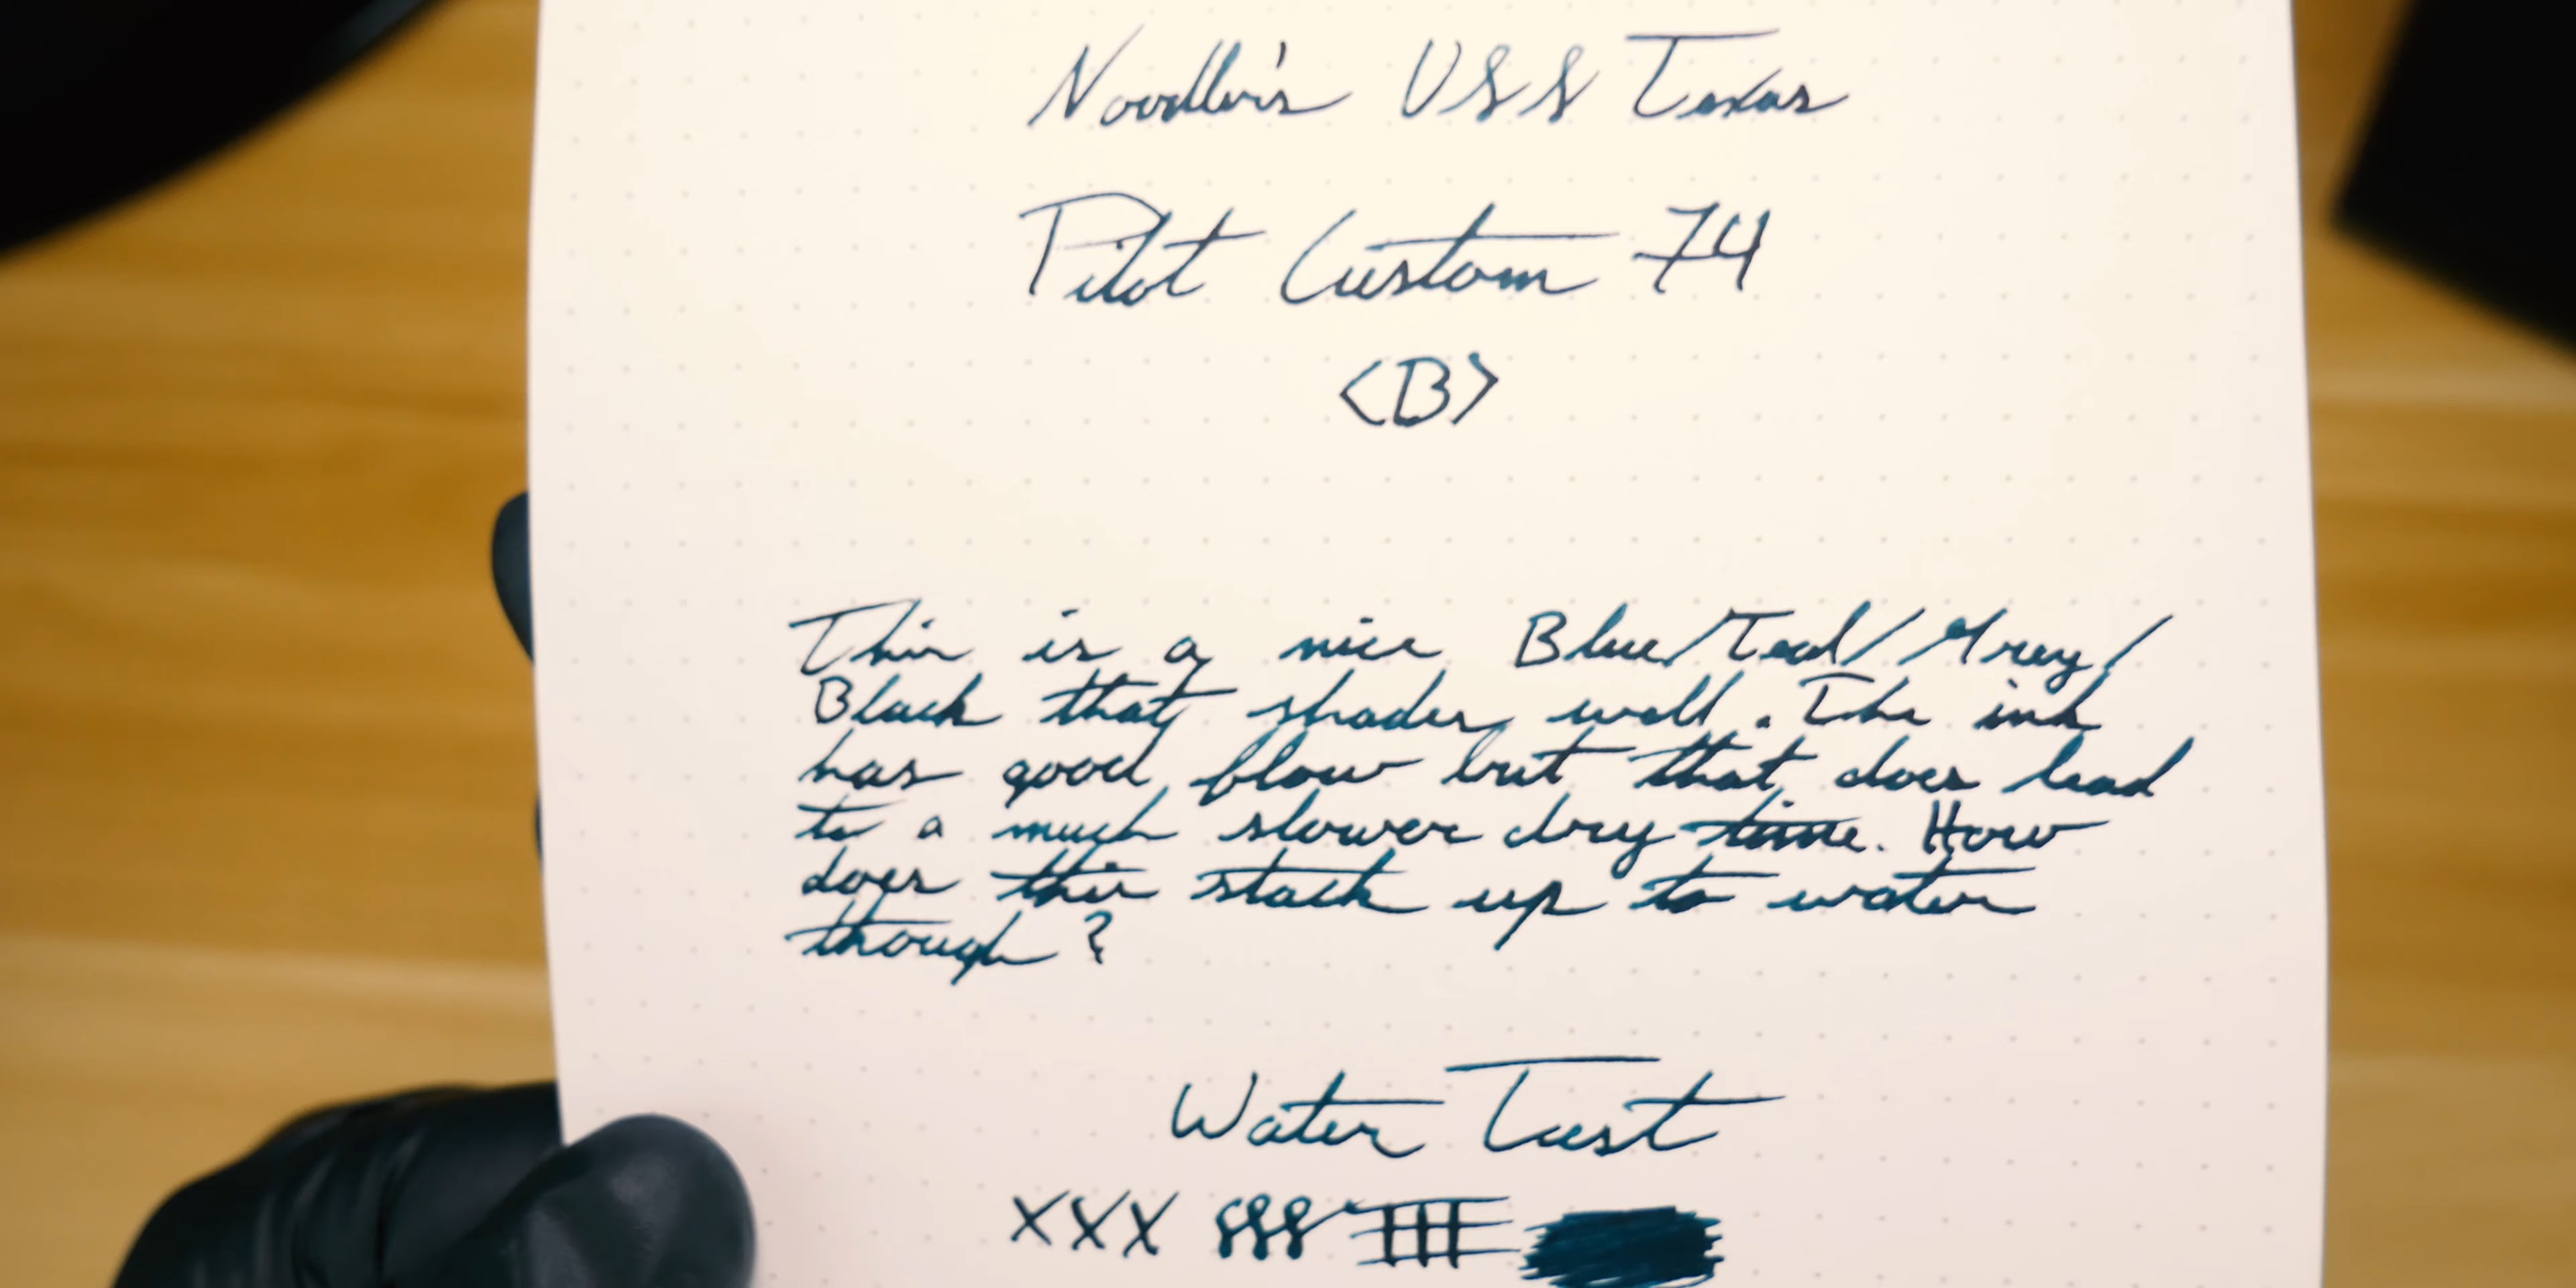 Noodler's USS Texas
Pilot Custom 74
<B>
This is a nice Blue/Teal/Grey/
Black that shades well. The ink
has good flow but that does lead
to a much slower dry time. How
does this stack up to water
though?
Water Test
XXX